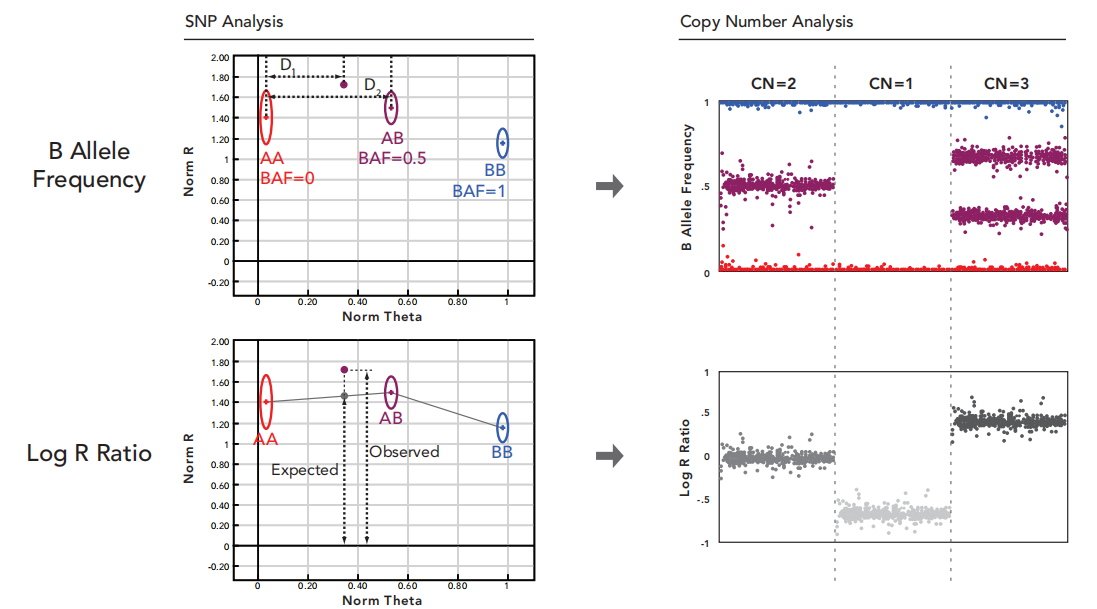 SNP Analysis
Copy Number Analysis
B Allele
Frequency
2.00
1.80
1.60
1.40
1.20
1
0.80
0.60
0.40
0.20
0
-0.20
Norm R
D1
D2
AA
BAF=0
AB
BAF=0.5
BB
BAF=1
0
0.20
0.40
0.60
0.80
1
Norm Theta
CN=2
CN=1
CN=3
B Allele Frequency
1
.5
0
Log R Ratio
2.00
1.80
1.60
1.40
1.20
1
0.80
0.60
0.40
0.20
0
-0.20
Norm R
AA
AB
BB
Expected
Observed
0
0.20
0.40
0.60
0.80
1
Norm Theta
Log R Ratio
1
.5
0
-.5
-1